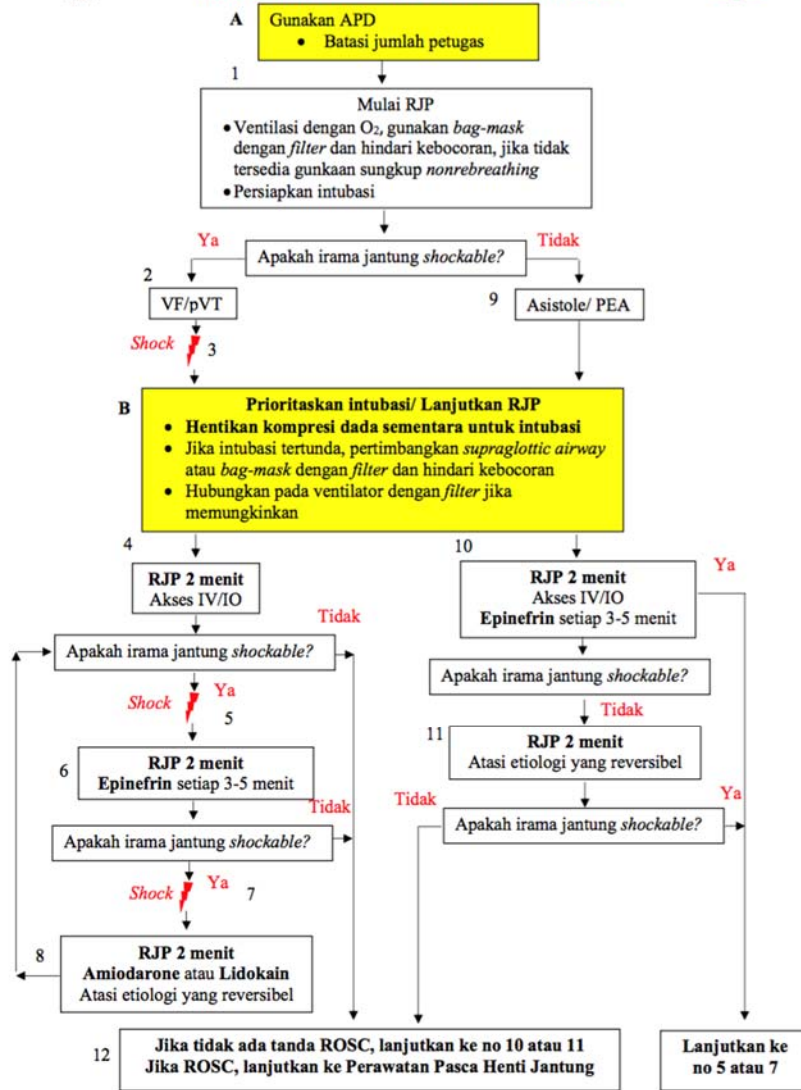 A
Gunakan APD
• Batasi jumlah petugas
1
Mulai RJP
• Ventilasi dengan O₂, gunakan bag-mask
dengan filter dan hindari kebocoran, jika tidak
tersedia gunkaan sungkup nonrebreathing
• Persiapkan intubasi
Ya
Apakah irama jantung shockable?
Tidak
2
VF/pVT
9
Asistole/ PEA
Shock
3
B
Prioritaskan intubasi/ Lanjutkan RJP
• Hentikan kompresi dada sementara untuk intubasi
• Jika intubasi tertunda, pertimbangkan supraglottic airway
atau bag-mask dengan filter dan hindari kebocoran
• Hubungkan pada ventilator dengan filter jika
memungkinkan
4
RJP 2 menit
Akses IV/IO
Tidak
Apakah irama jantung shockable?
Shock
Ya
5
6
RJP 2 menit
Epinefrin setiap 3-5 menit
Tidak
Apakah irama jantung shockable?
Shock
Ya
7
8
RJP 2 menit
Amiodarone atau Lidokain
Atasi etiologi yang reversibel
10
RJP 2 menit
Akses IV/IO
Epinefrin setiap 3-5 menit
Ya
Apakah irama jantung shockable?
Tidak
11
RJP 2 menit
Atasi etiologi yang reversibel
Tidak
Apakah irama jantung shockable?
Ya
12
Jika tidak ada tanda ROSC, lanjutkan ke no 10 atau 11
Jika ROSC, lanjutkan ke Perawatan Pasca Henti Jantung
Lanjutkan ke
no 5 atau 7